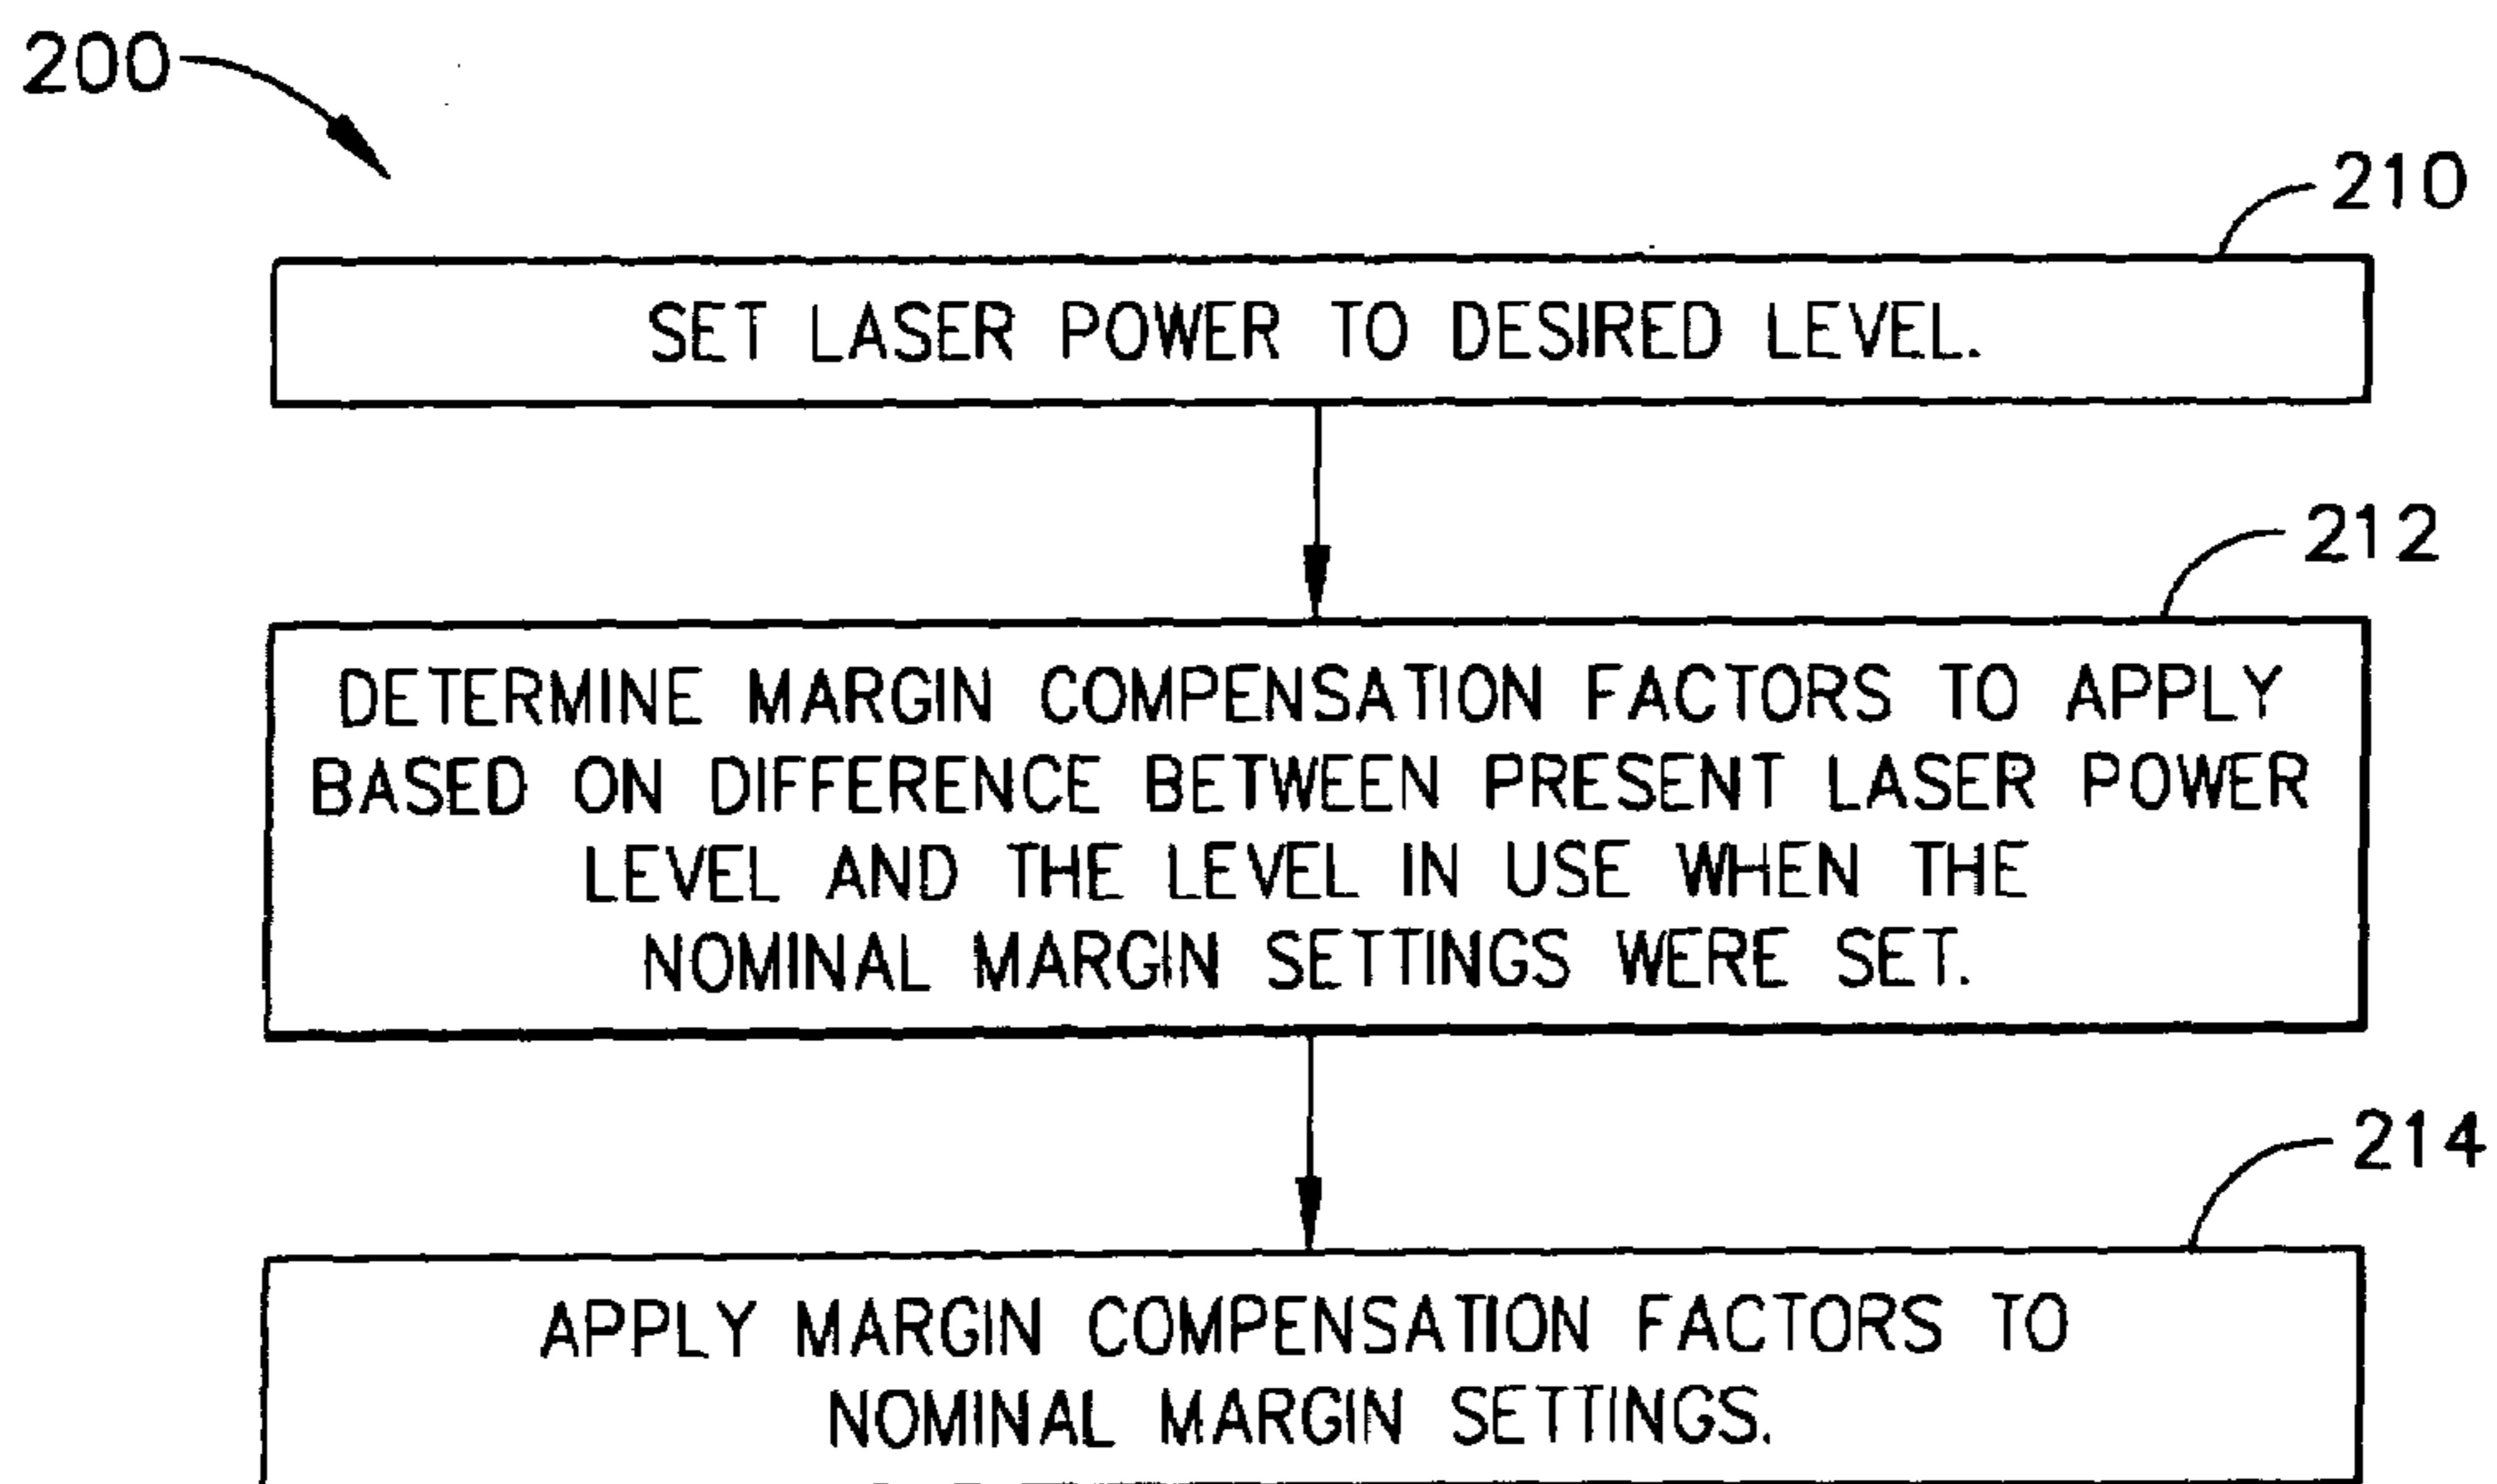 200
210
SET LASER POWER TO DESIRED LEVEL.
212
DETERMINE MARGIN COMPENSATION FACTORS TO APPLY
BASED ON DIFFERENCE BETWEEN PRESENT LASER POWER
LEVEL AND THE LEVEL IN USE WHEN THE
NOMINAL MARGIN SETTINGS WERE SET.
214
APPLY MARGIN COMPENSATION FACTORS TO
NOMINAL MARGIN SETTINGS.